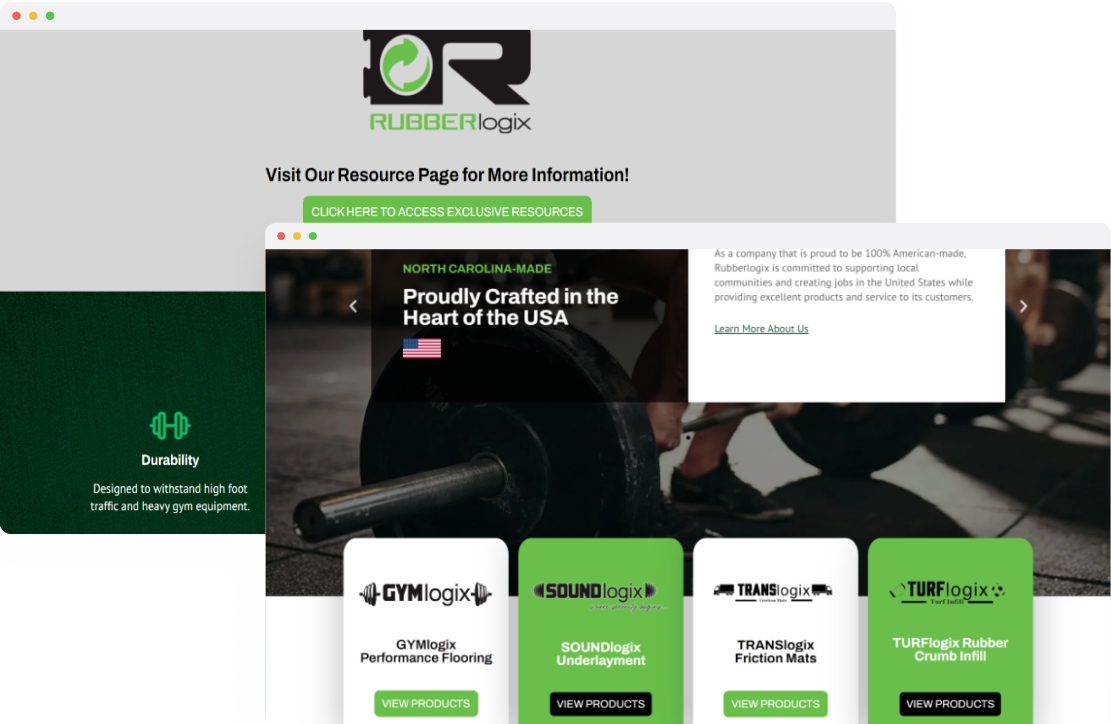 RUBBERlogix
Visit Our Resource Page for More Information!
CLICK HERE TO ACCESS EXCLUSIVE RESOURCES
Durability
Designed to withstand high foot
traffic and heavy gym equipment.
NORTH CAROLINA-MADE
Proudly Crafted in the
Heart of the USA
As a company that is proud to be 100% American-made,
Rubberlogix is committed to supporting local
communities and creating jobs in the United States while
providing excellent products and service to its customers.
Learn More About Us
GYMlogix
GYMlogix
Performance Flooring
VIEW PRODUCTS
SOUNDlogix
SOUNDlogix
Underlayment
VIEW PRODUCTS
TRANSlogix
Friction Mats
TRANSlogix
Friction Mats
VIEW PRODUCTS
TURFlogix
Turf Infill
TURFlogix Rubber
Crumb Infill
VIEW PRODUCTS